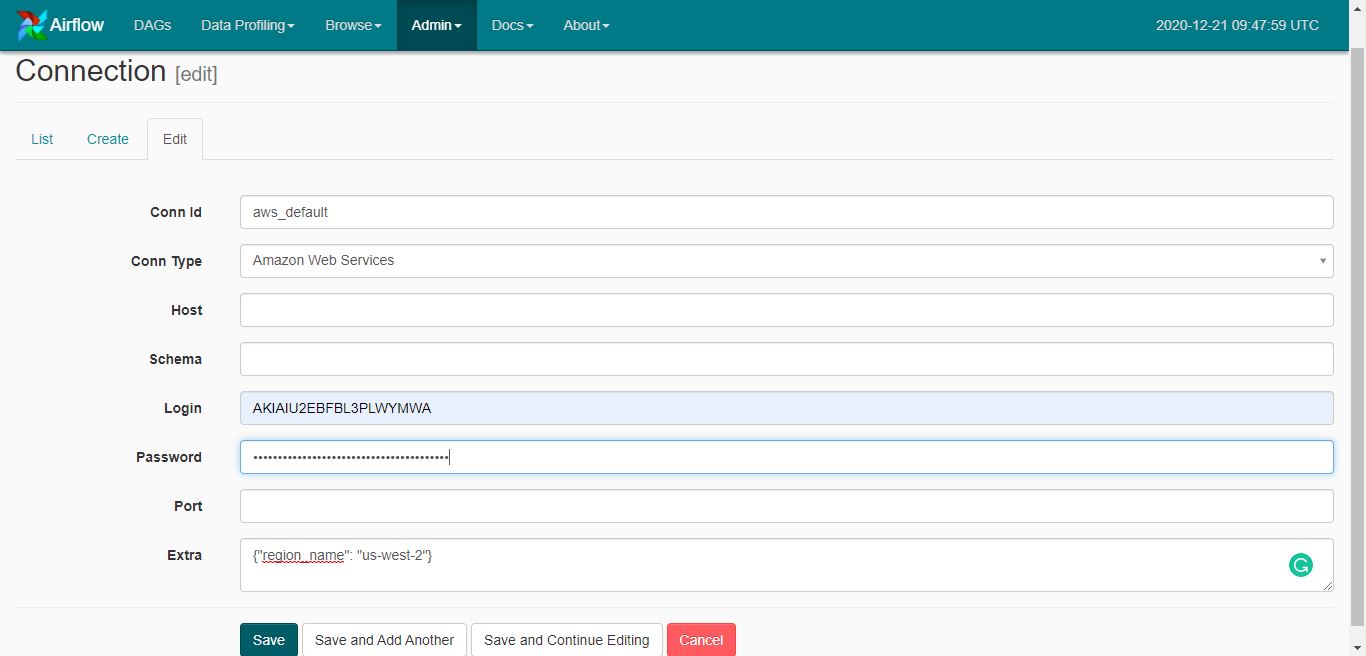 Airflow DAGs Data Profiling Browse Admin Docs About 2020-12-21 09:47:59 UTC
Connection [edit]
List Create Edit
Conn Id aws_default
Conn Type Amazon Web Services
Host
Schema
Login AKIAIU2EBFBL3PLWYMWA
Password ••••••••••••••••••••••••••••••••••••••••
Port
Extra {"region_name": "us-west-2"}
Save Save and Add Another Save and Continue Editing Cancel